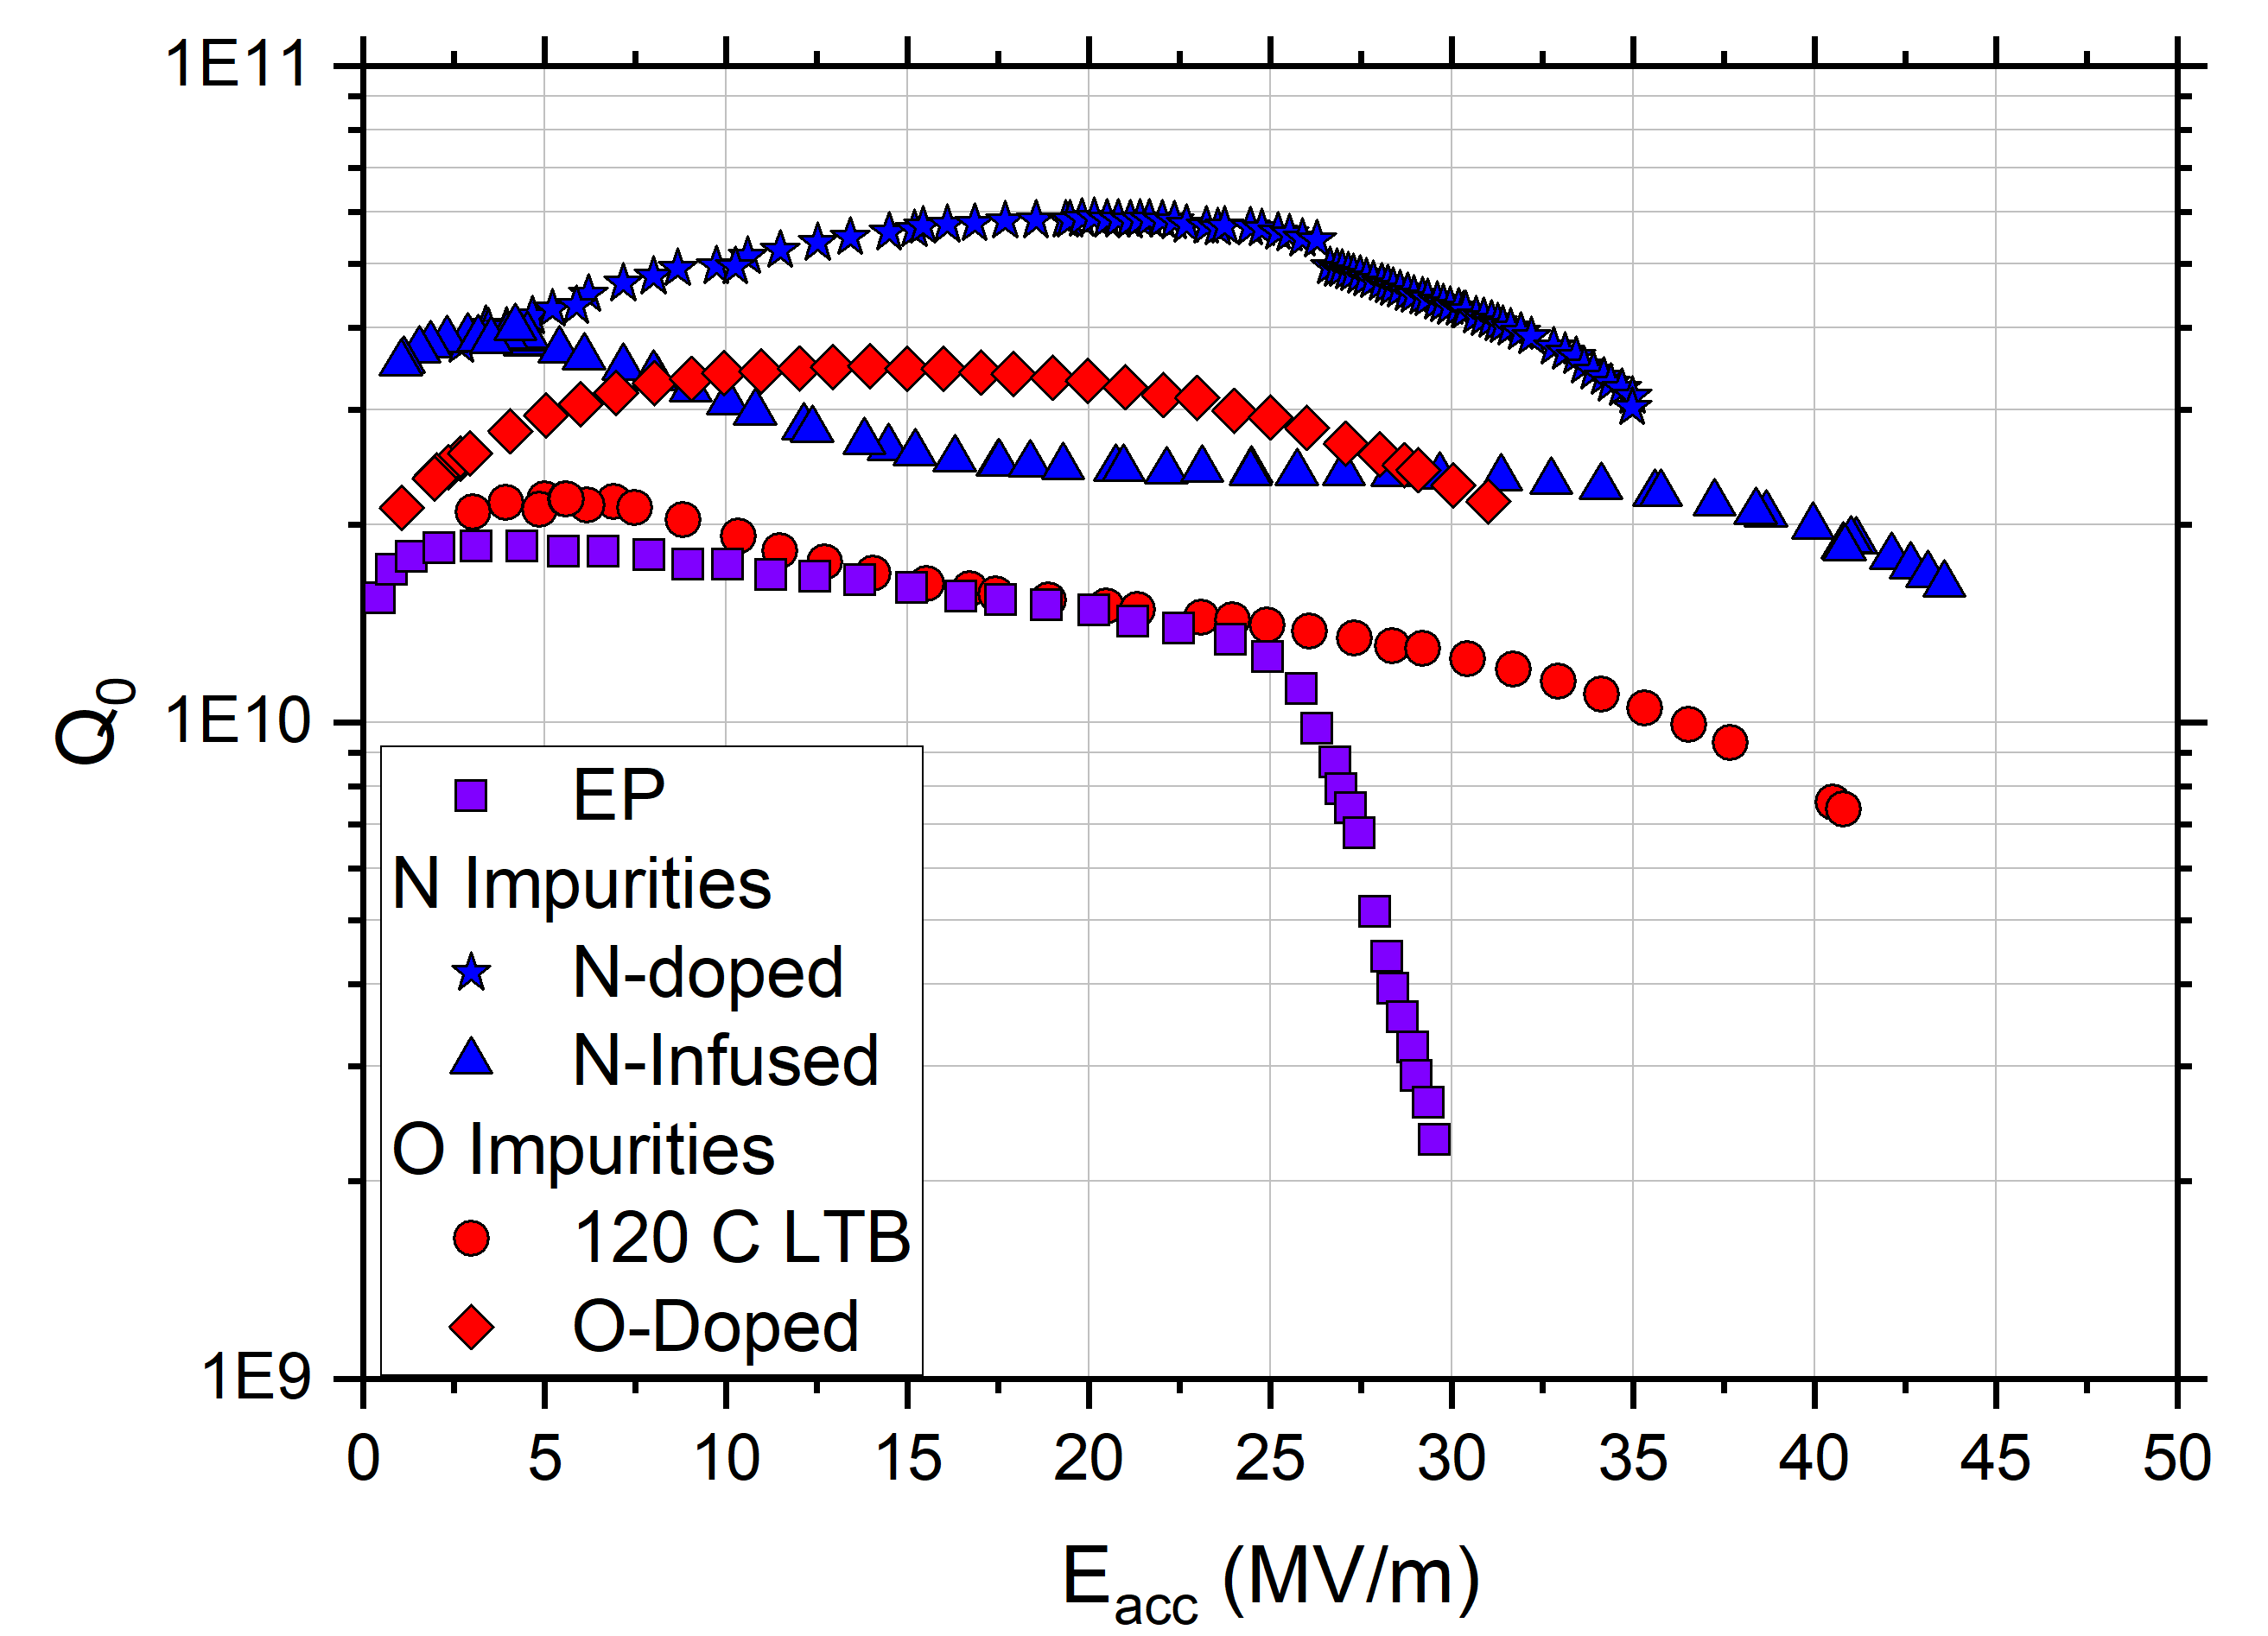 1E11
1E10
1E9
Q0
EP
N Impurities
N-doped
N-Infused
O Impurities
120 C LTB
O-Doped
0 5 10 15 20 25 30 35 40 45 50
Eacc (MV/m)